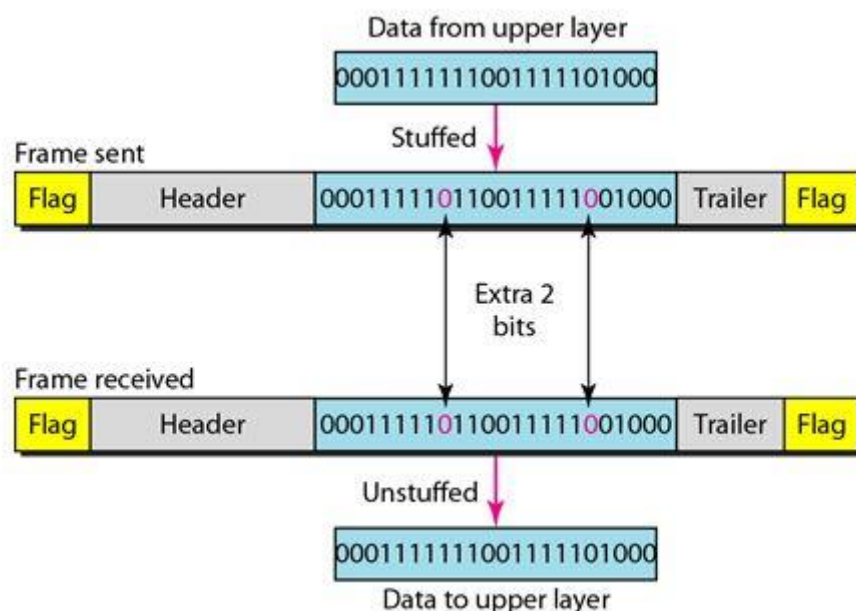 Data from upper layer
0001111111001111101000
Stuffed
Frame sent
Flag Header 000111110110011111001000 Trailer Flag
Extra 2
bits
Frame received
Flag Header 000111110110011111001000 Trailer Flag
Unstuffed
0001111111001111101000
Data to upper layer